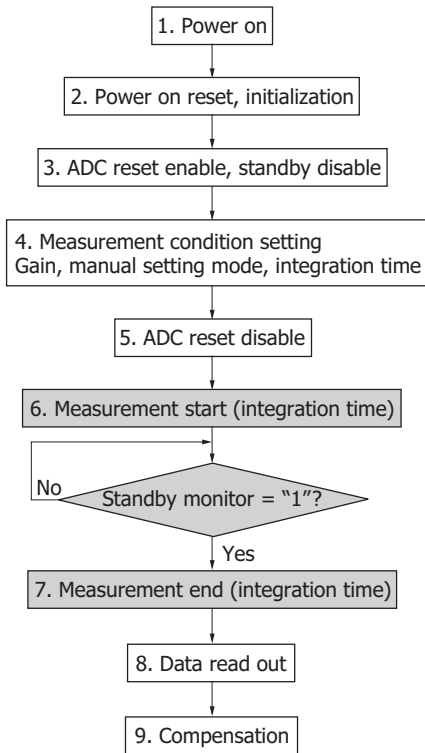 1. Power on
2. Power on reset, initialization
3. ADC reset enable, standby disable
4. Measurement condition setting
Gain, manual setting mode, integration time
5. ADC reset disable
6. Measurement start (integration time)
No
Standby monitor = “1”?
Yes
7. Measurement end (integration time)
8. Data read out
9. Compensation